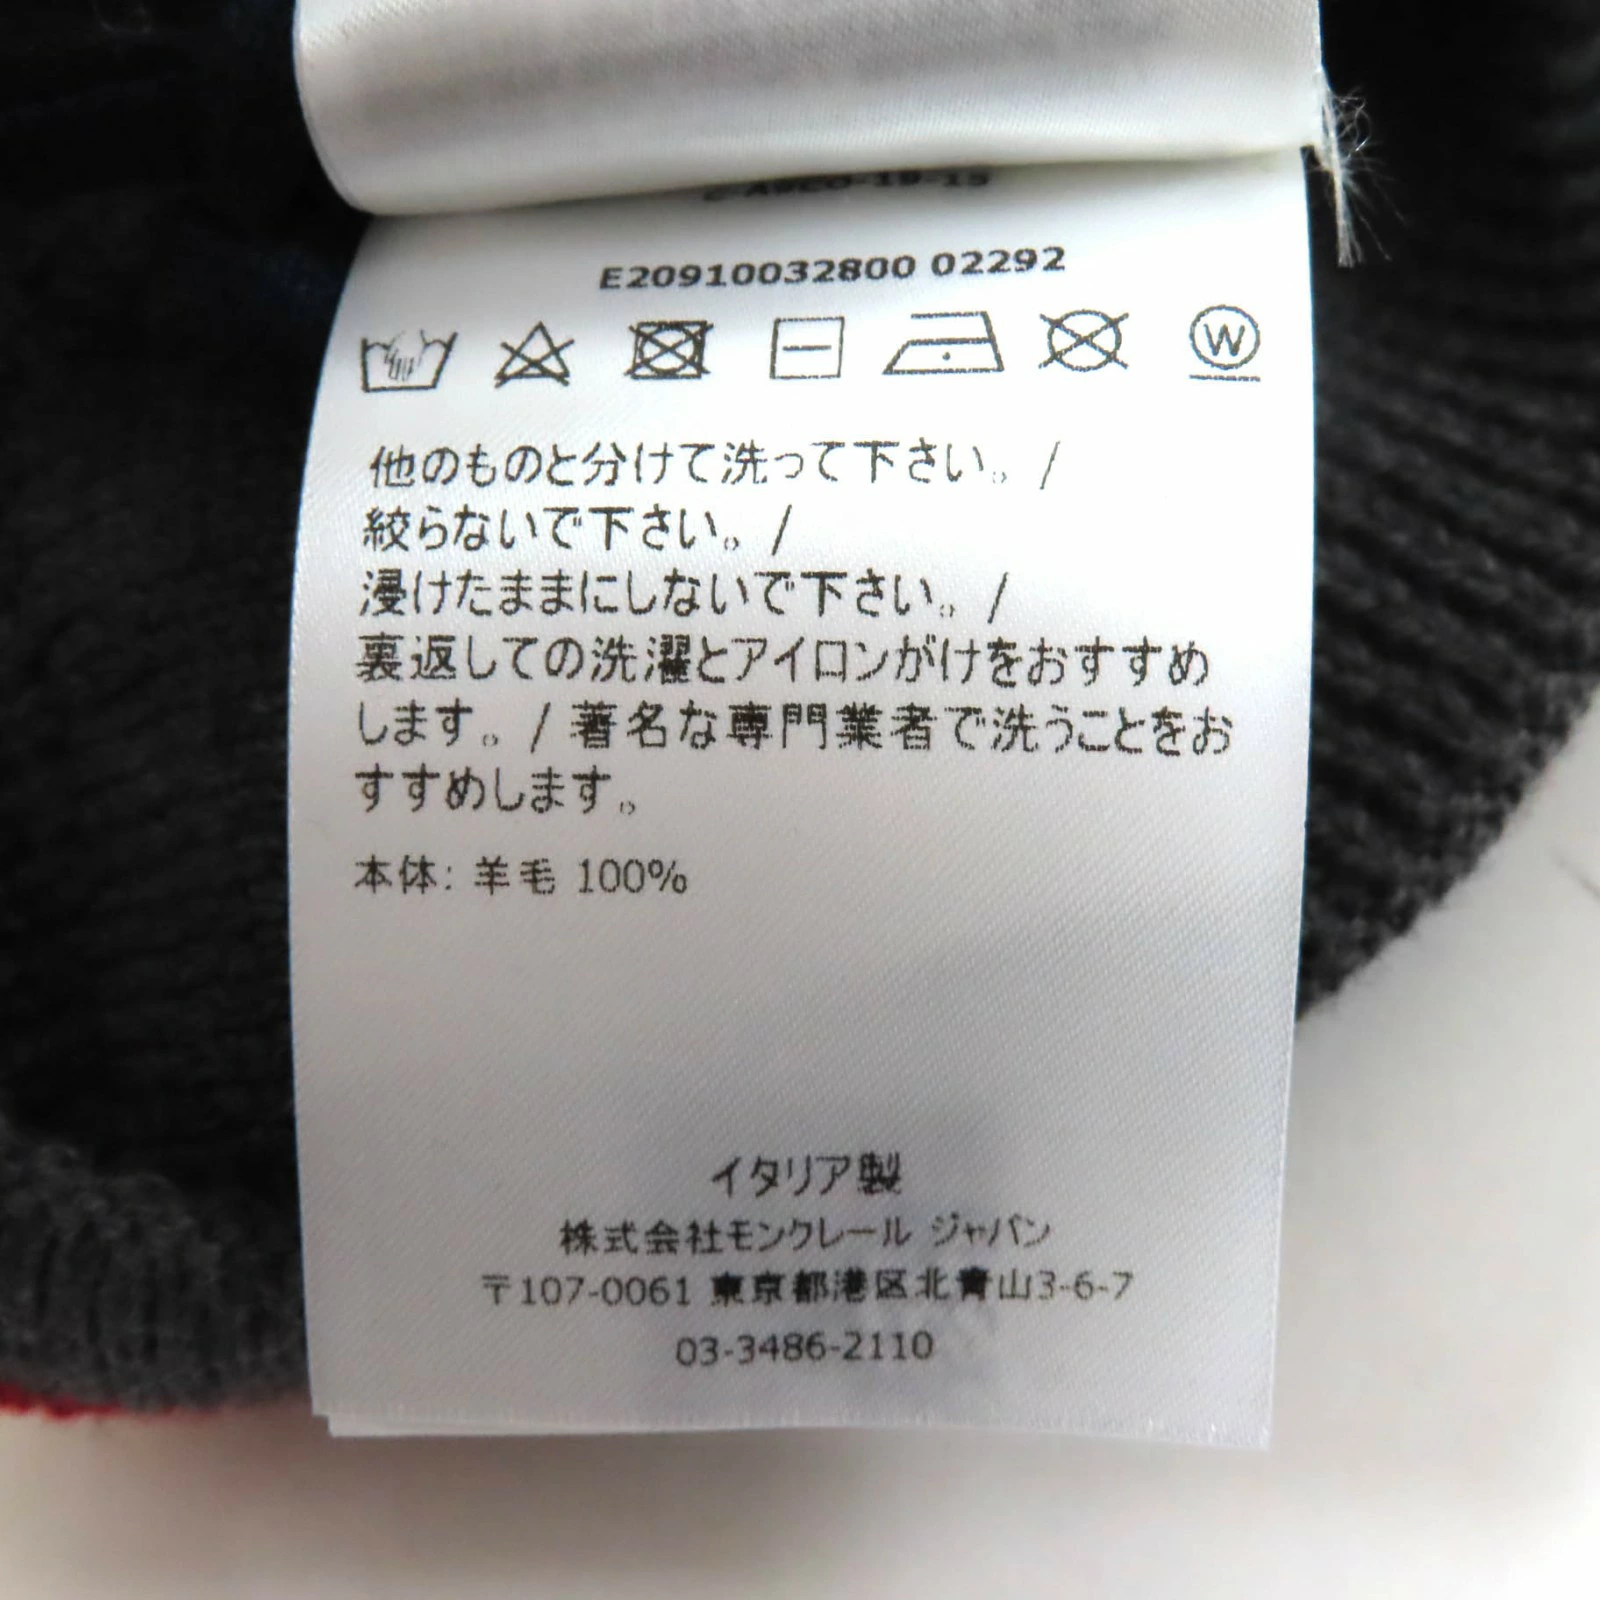 E20910032800 02292
W
他のものと分けて洗って下さい。/
絞らないで下さい。/
浸けたままにしないで下さい。/
裏返しての洗濯とアイロンがけをおすすめ
します。/ 著名な専門業者で洗うことをお
すすめします。
本体: 羊毛 100%
イタリア製
株式会社モンクレール ジャパン
〒107-0061 東京都港区北青山3-6-7
03-3486-2110